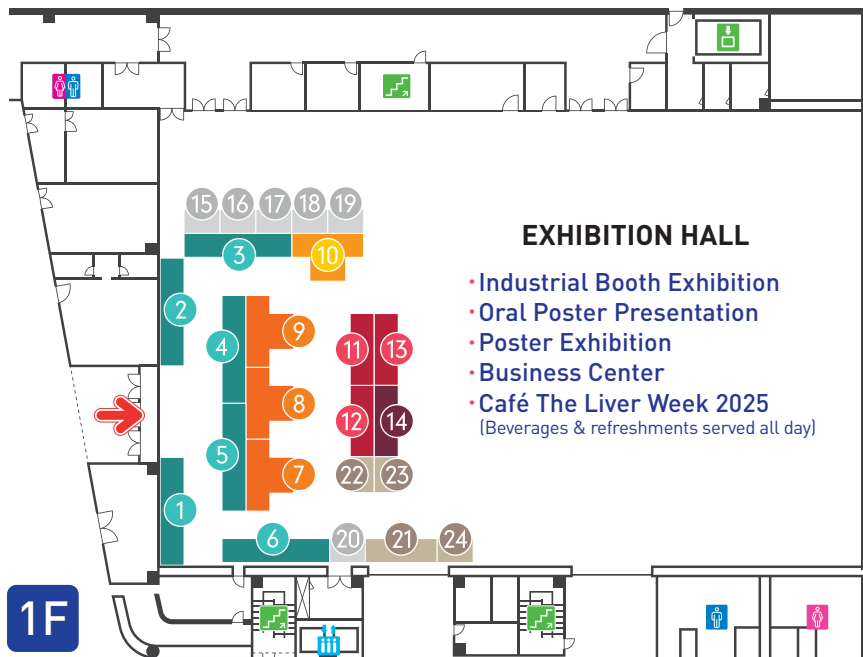 15 16 17 18 19
3 10
2
4 9 11 13
8
12 14
5
7 22 23
1
6 20 21 24
EXHIBITION HALL
• Industrial Booth Exhibition
• Oral Poster Presentation
• Poster Exhibition
• Business Center
• Café The Liver Week 2025
(Beverages & refreshments served all day)
1F